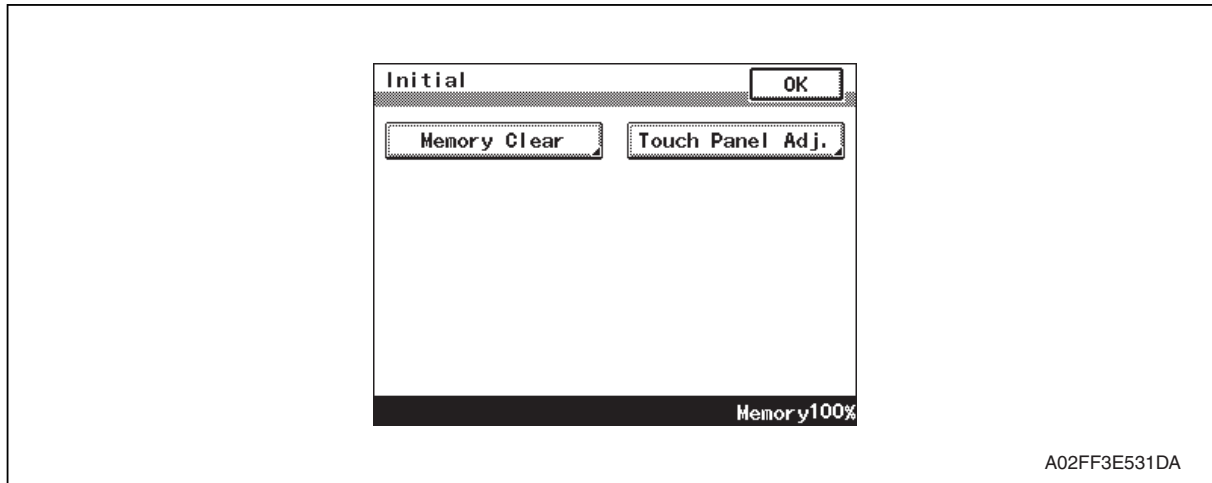 Initial OK
Memory Clear Touch Panel Adj.
Memory100%
A02FF3E531DA